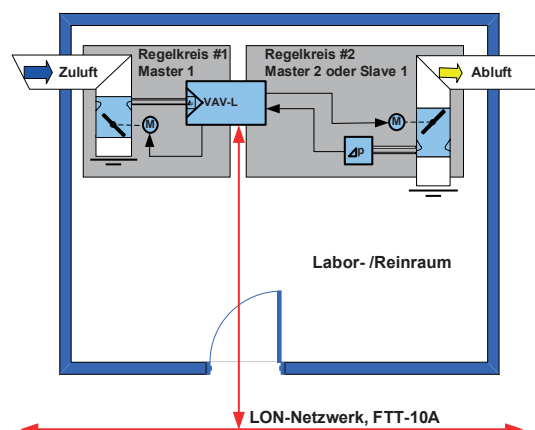 Regelkreis #1
Master 1
Regelkreis #2
Master 2 oder Slave 1
Zuluft
Abluft
VAV-L
M
M
Δp
Labor- /Reinraum
LON-Netzwerk, FTT-10A